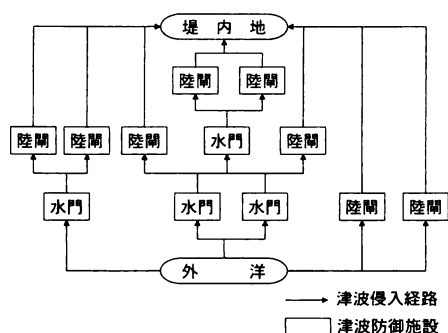 堤内地
陸閘 陸閘
陸閘 陸閘 陸閘 水門 陸閘
水門 水門 水門 陸閘 陸閘
外洋
津波侵入経路
津波防御施設